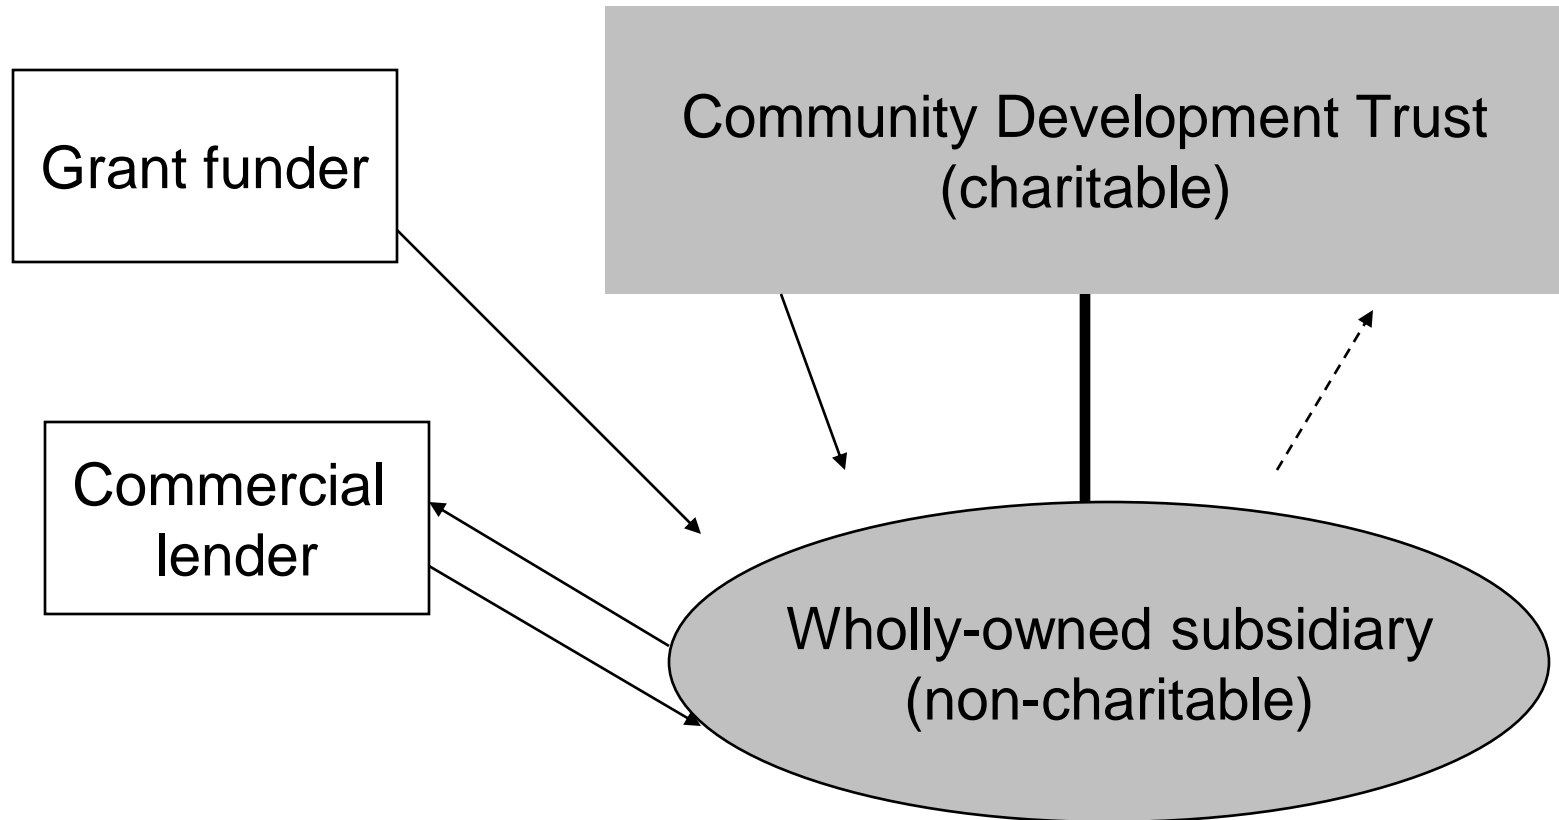 Community Development Trust
(charitable)
Grant funder
Commercial
lender
Wholly-owned subsidiary
(non-charitable)